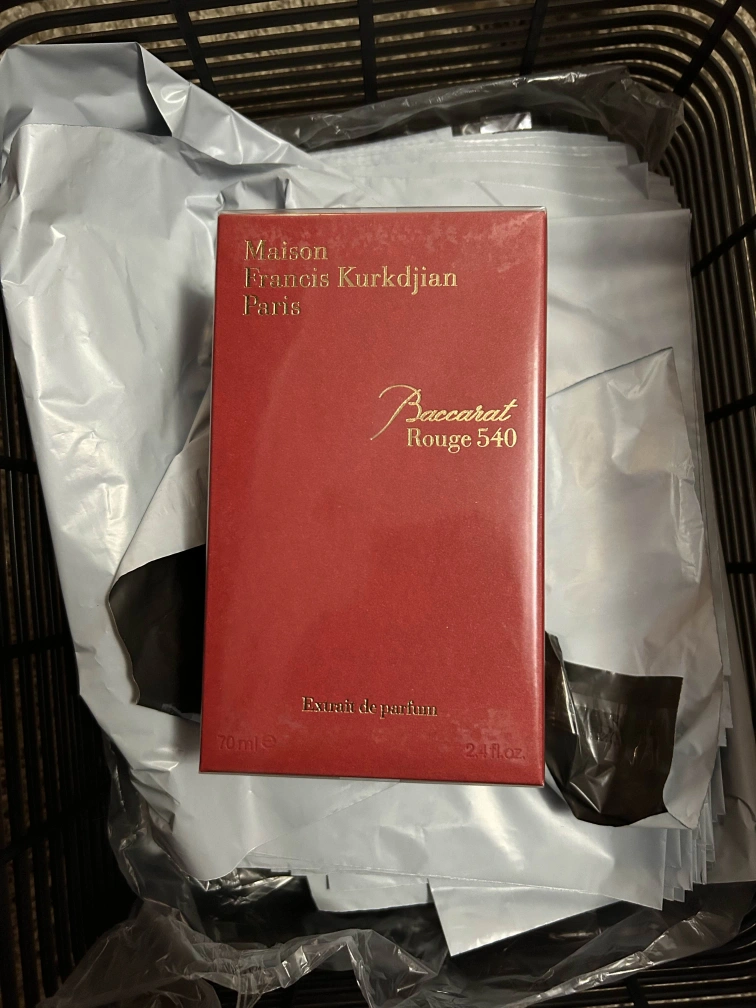 Maison
Francis Kurkdjian
Paris
Baccarat
Rouge 540
Extrait de parfum
70 ml ℮ 2.4 fl.oz.